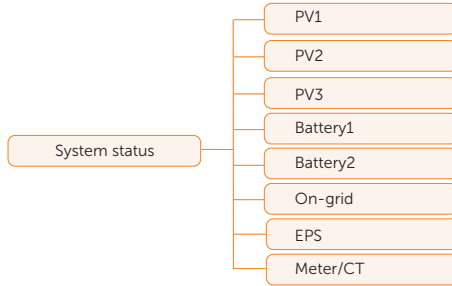 PV1
PV2
PV3
Battery1
System status
Battery2
On-grid
EPS
Meter/CT